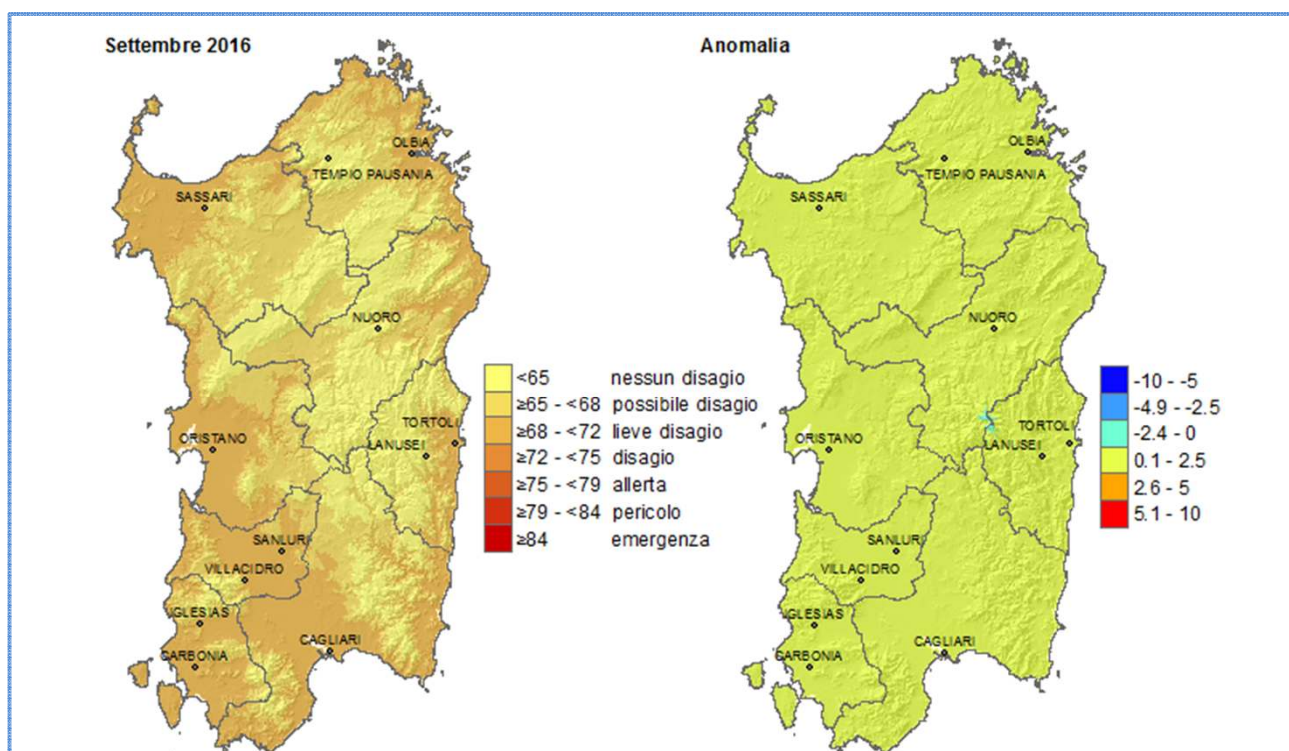 Settembre 2016
OLBIA
TEMPIO PAUSANIA
SASSARI
NUORO
TORTOLI
ORISTANO
LANUSEI
SANLURI
VILLACIDRO
IGLESIAS
CAGLIARI
CARBONIA
<65 nessun disagio
≥65 - <68 possibile disagio
≥68 - <72 lieve disagio
≥72 - <75 disagio
≥75 - <79 allerta
≥79 - <84 pericolo
≥84 emergenza
Anomalia
OLBIA
TEMPIO PAUSANIA
SASSARI
NUORO
TORTOLI
ORISTANO
LANUSEI
SANLURI
VILLACIDRO
IGLESIAS
CAGLIARI
CARBONIA
-10 - -5
-4.9 - -2.5
-2.4 - 0
0.1 - 2.5
2.6 - 5
5.1 - 10